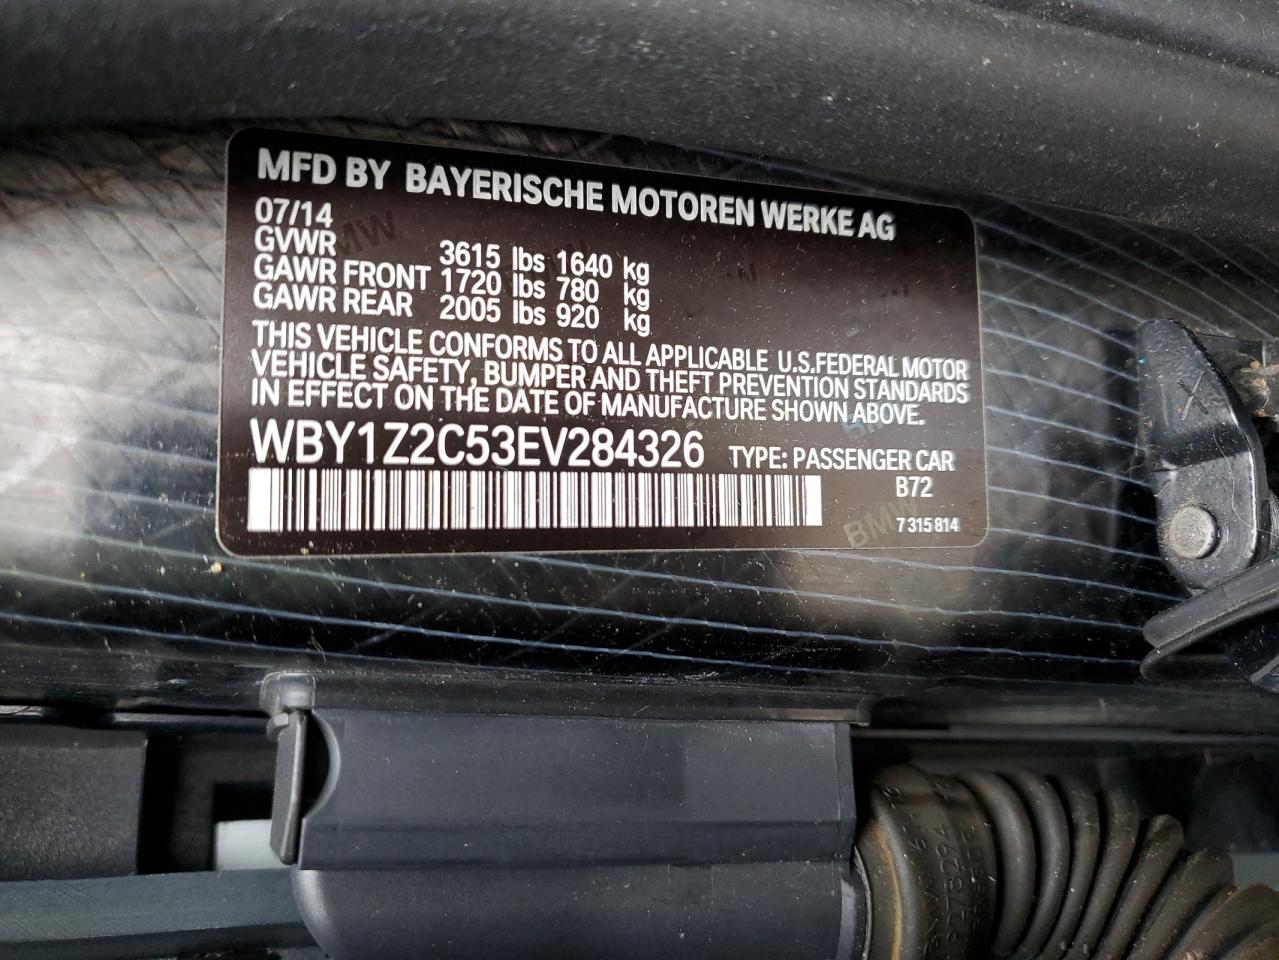 MFD BY BAYERISCHE MOTOREN WERKE AG
07/14
GVWR 3615 lbs 1640 kg
GAWR FRONT 1720 lbs 780 kg
GAWR REAR 2005 lbs 920 kg
THIS VEHICLE CONFORMS TO ALL APPLICABLE U.S.FEDERAL MOTOR
VEHICLE SAFETY, BUMPER AND THEFT PREVENTION STANDARDS
IN EFFECT ON THE DATE OF MANUFACTURE SHOWN ABOVE.
WBY1Z2C53EV284326 TYPE: PASSENGER CAR
B72
7 315 814
BMW
BMW
9278294